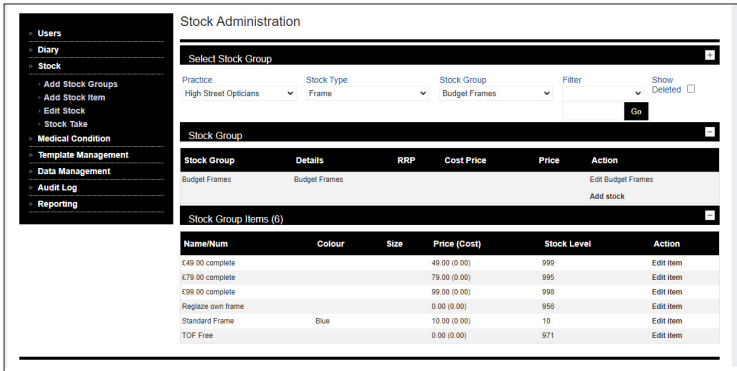 Stock Administration
» Users
» Diary
» Stock
› Add Stock Groups
› Add Stock Item
› Edit Stock
› Stock Take
» Medical Condition
» Template Management
» Data Management
» Audit Log
» Reporting
Select Stock Group +
Practice Stock Type Stock Group Filter Show Deleted
High Street Opticians Frame Budget Frames
Go
Stock Group −
Stock Group Details RRP Cost Price Price Action
Budget Frames Budget Frames Edit Budget Frames
Add stock
Stock Group Items (6) −
Name/Num Colour Size Price (Cost) Stock Level Action
£49.00 complete 49.00 (0.00) 999 Edit item
£79.00 complete 79.00 (0.00) 995 Edit item
£99.00 complete 99.00 (0.00) 998 Edit item
Reglaze own frame 0.00 (0.00) 956 Edit item
Standard Frame Blue 10.00 (0.00) 10 Edit item
TOF Free 0.00 (0.00) 971 Edit item